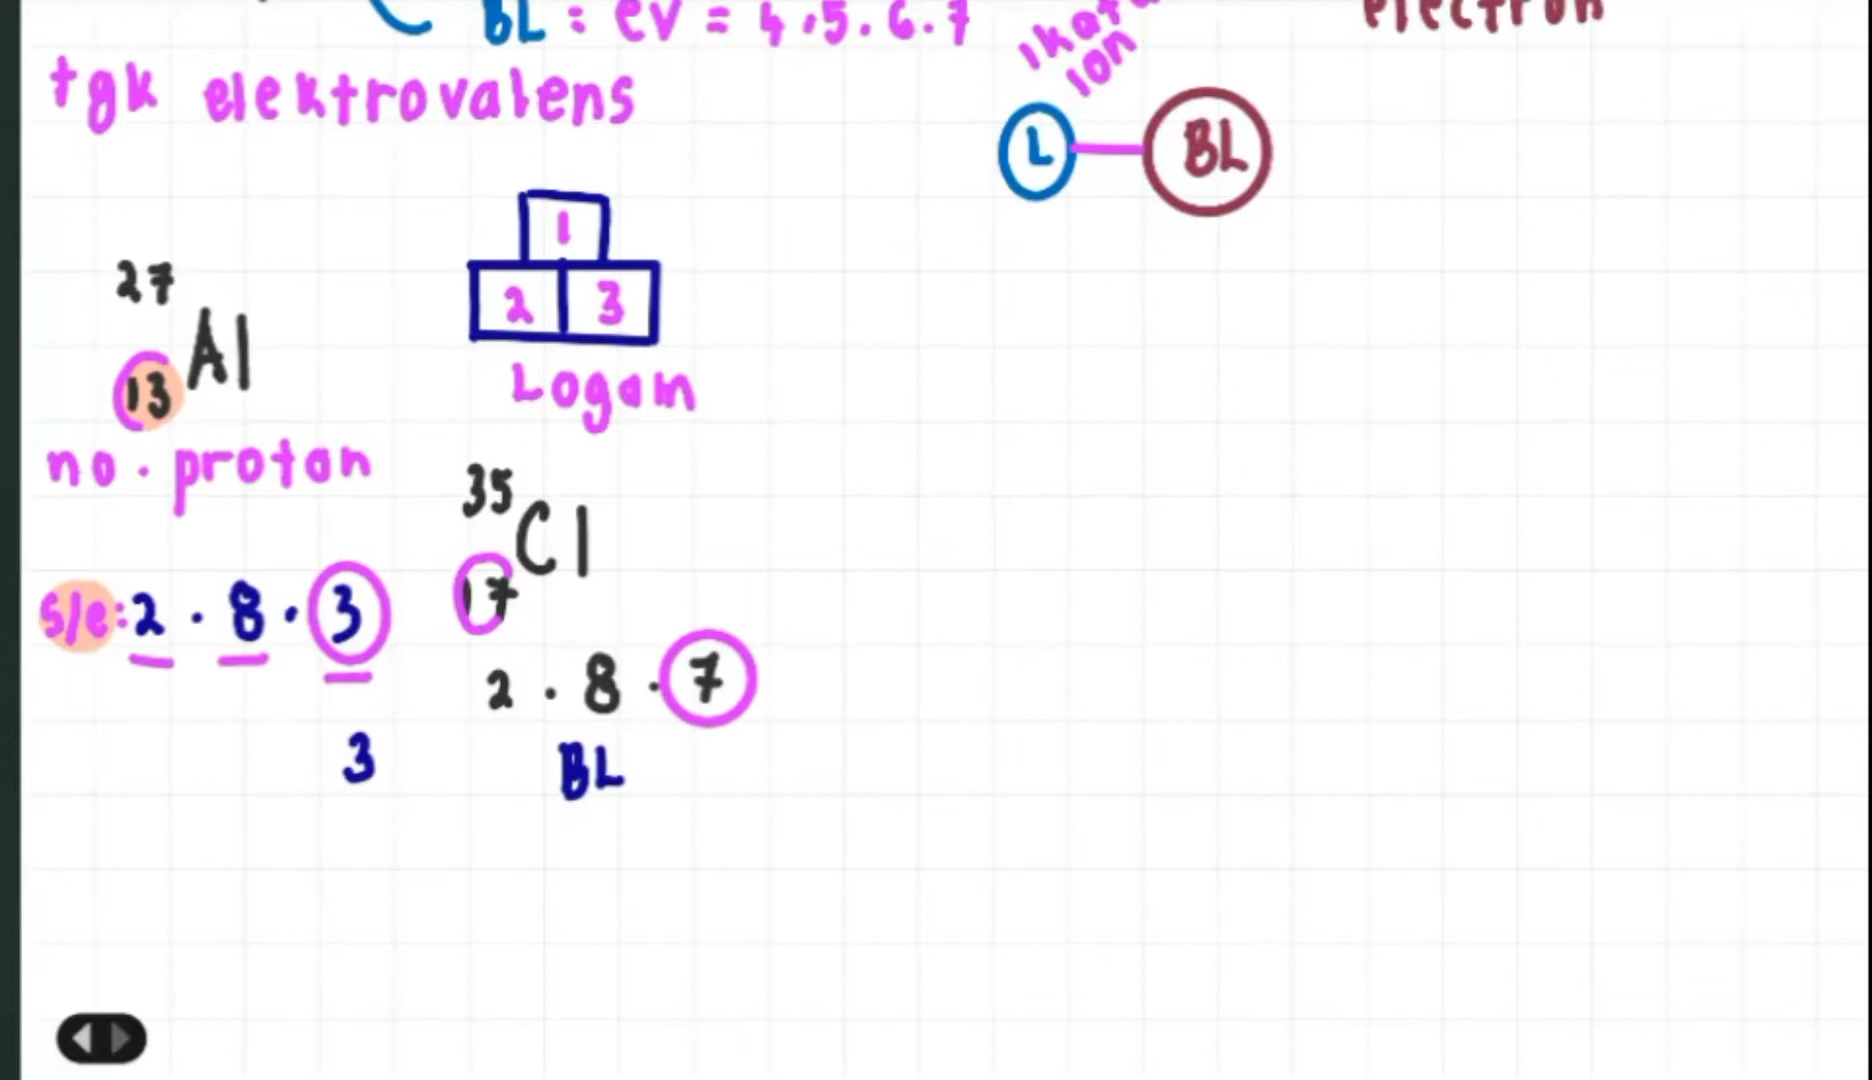 BL : ev = 4.5.6.7
electron
ion
tgk elektrovalens
L
BL
1
2 3
Logam
27
Al
13
no. proton
35
Cl
17
s/e: 2 . 8 . 3
2 . 8 . 7
3
BL